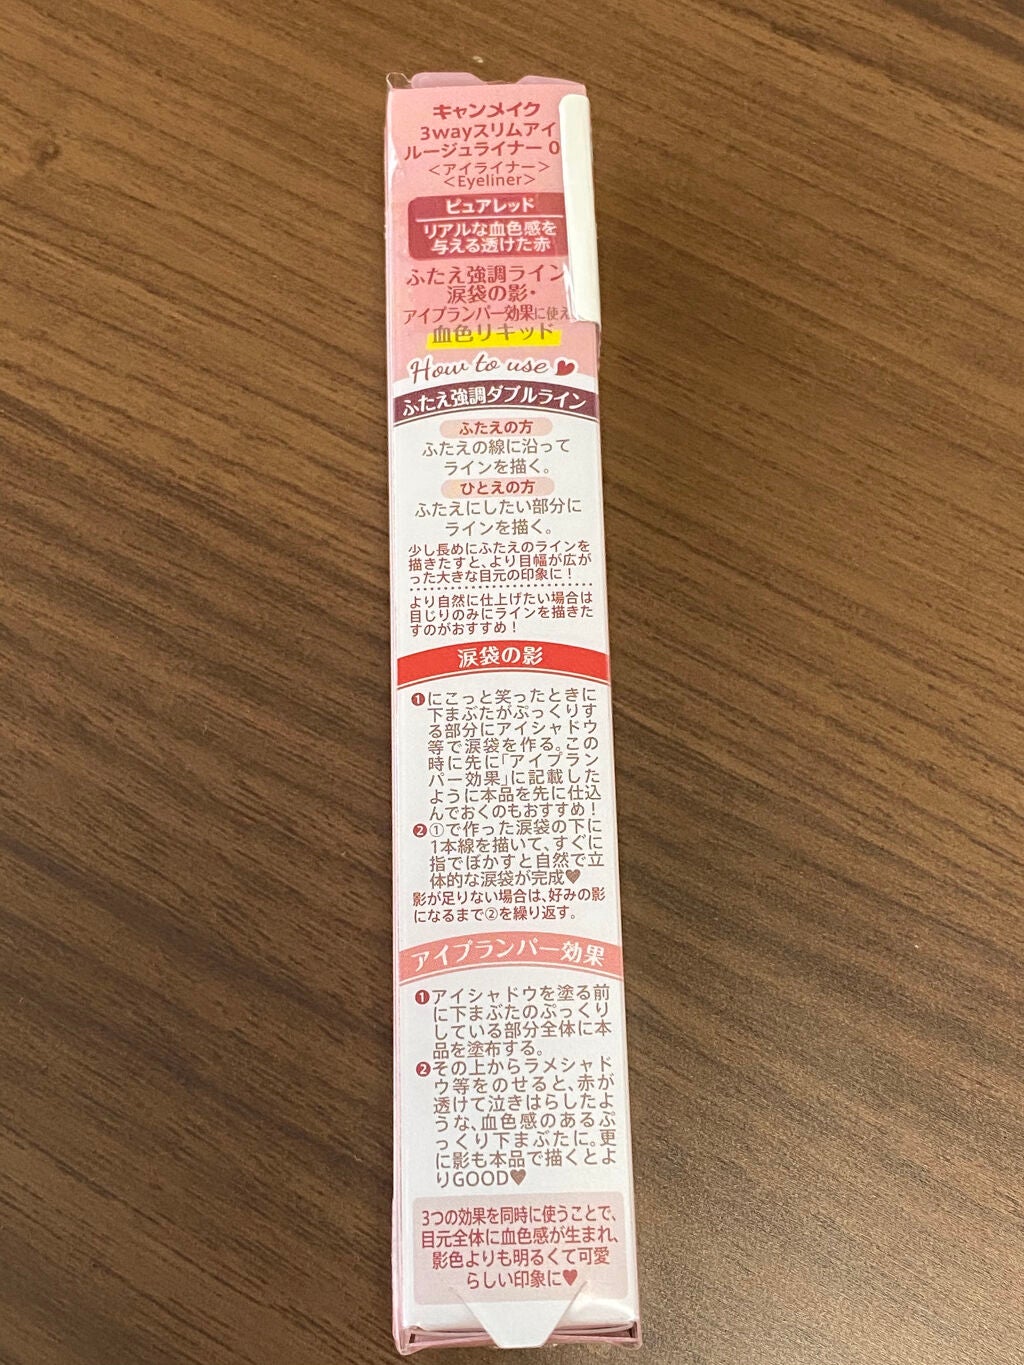 キャンメイク
3wayスリムアイ
ルージュライナー 0
＜アイライナー＞
＜Eyeliner＞
ピュアレッド
リアルな血色感を
与える透けた赤
ふたえ強調ライン
涙袋の影・
アイプランパー効果に使え
血色リキッド
How to use
ふたえ強調ダブルライン
ふたえの方
ふたえの線に沿って
ラインを描く。
ひとえの方
ふたえにしたい部分に
ラインを描く。
少し長めにふたえのラインを
描きたすと、より目幅が広が
った大きな目元の印象に！
より自然に仕上げたい場合は
目じりのみにラインを描きた
すのがおすすめ！
涙袋の影
❶にこっと笑ったときに
下まぶたがぷっくりす
る部分にアイシャドウ
等で涙袋を作る。この
時に先に「アイプラン
パー効果」に記載した
ように本品を先に仕込
んでおくのもおすすめ！
❷①で作った涙袋の下に
1本線を描いて、すぐに
指でぼかすと自然で立
体的な涙袋が完成♥
影が足りない場合は、好みの影
になるまで②を繰り返す。
アイプランパー効果
❶アイシャドウを塗る前
に下まぶたのぷっくり
している部分全体に本
品を塗布する。
❷その上からラメシャド
ウ等をのせると、赤が
透けて泣きはらしたよ
うな、血色感のあるぷ
っくり下まぶたに。更
に影も本品で描くとよ
りGOOD♥
3つの効果を同時に使うことで、
目元全体に血色感が生まれ、
影色よりも明るくて可愛
らしい印象に♥